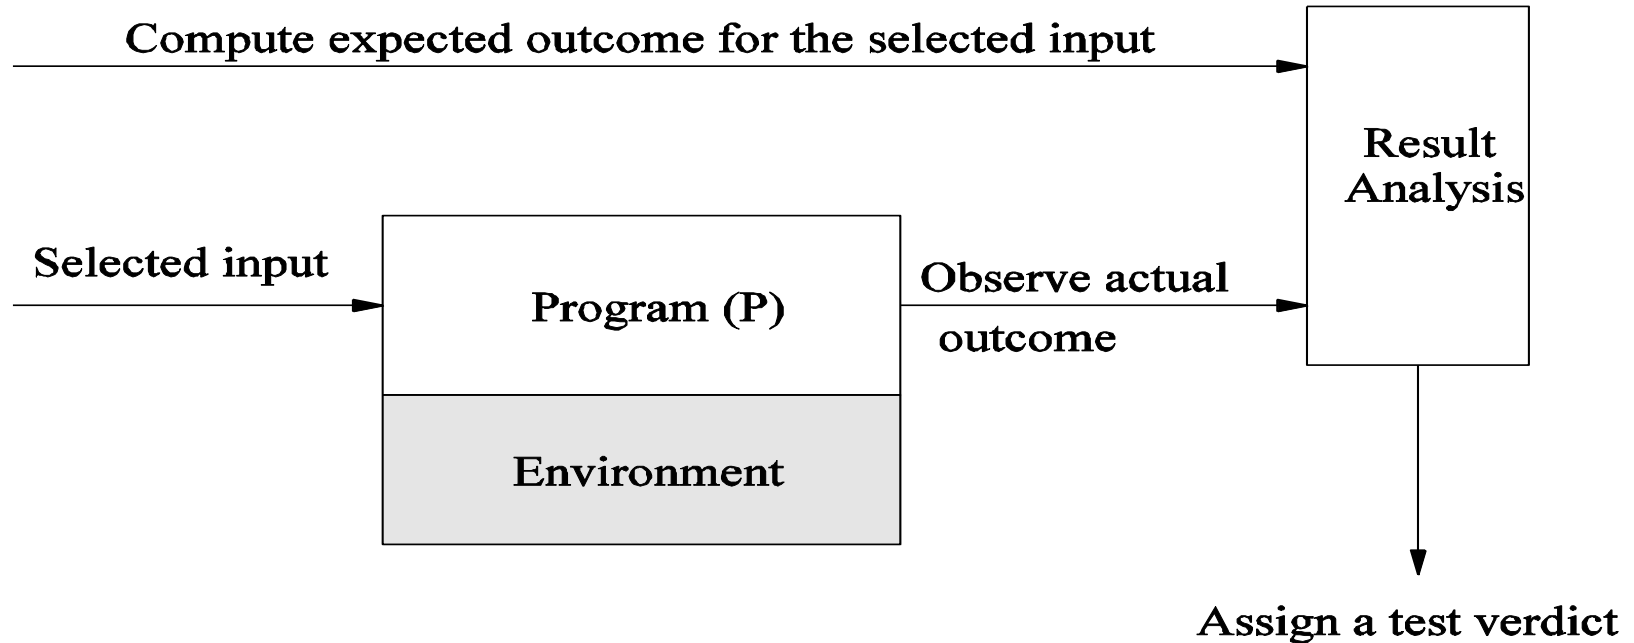 Compute expected outcome for the selected input
Result
Analysis
Selected input
Program (P)
Observe actual
outcome
Environment
Assign a test verdict